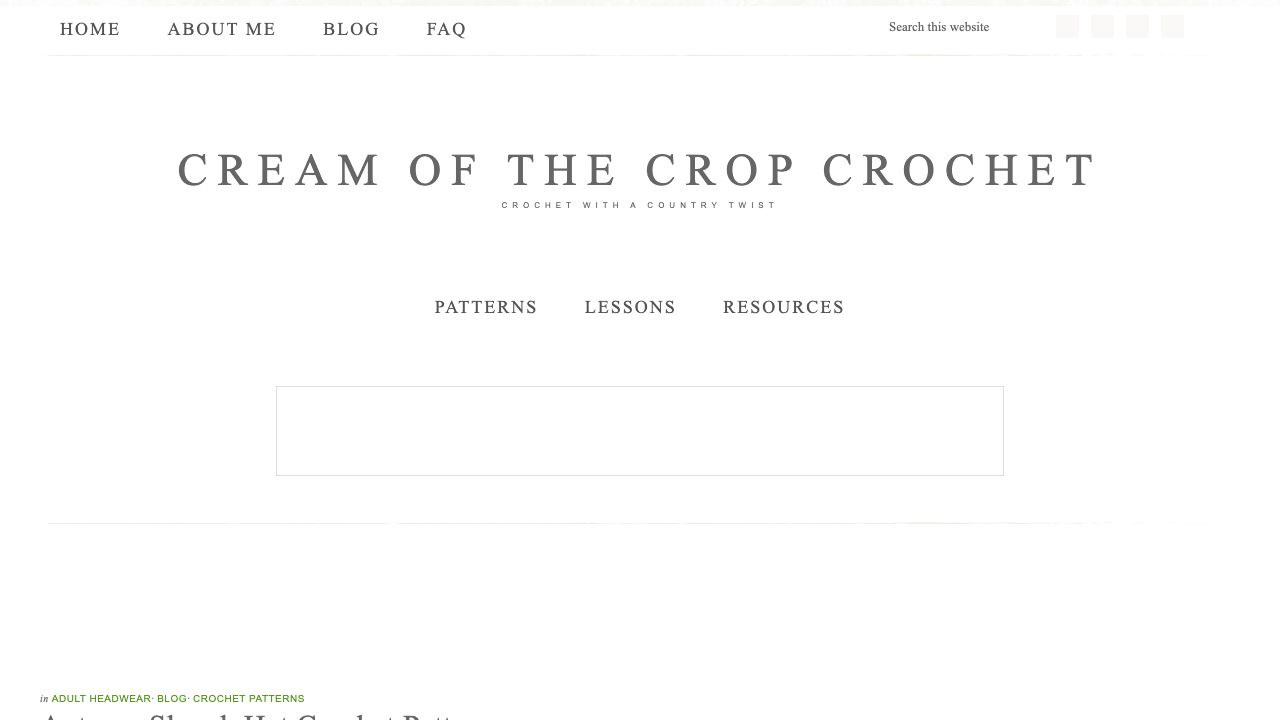 HOME ABOUT ME BLOG FAQ Search this website
CREAM OF THE CROP CROCHET
CROCHET WITH A COUNTRY TWIST
PATTERNS LESSONS RESOURCES
in ADULT HEADWEAR· BLOG· CROCHET PATTERNS